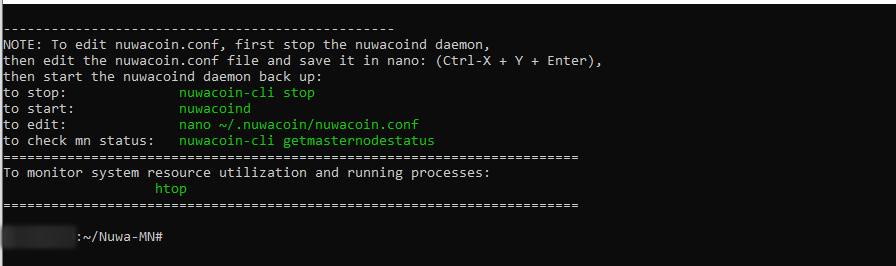 ------------------------------------------------
NOTE: To edit nuwacoin.conf, first stop the nuwacoind daemon,
then edit the nuwacoin.conf file and save it in nano: (Ctrl-X + Y + Enter),
then start the nuwacoind daemon back up:
to stop: nuwacoin-cli stop
to start: nuwacoind
to edit: nano ~/.nuwacoin/nuwacoin.conf
to check mn status: nuwacoin-cli getmasternodestatus
========================================================================
To monitor system resource utilization and running processes:
htop
========================================================================
:~/Nuwa-MN#